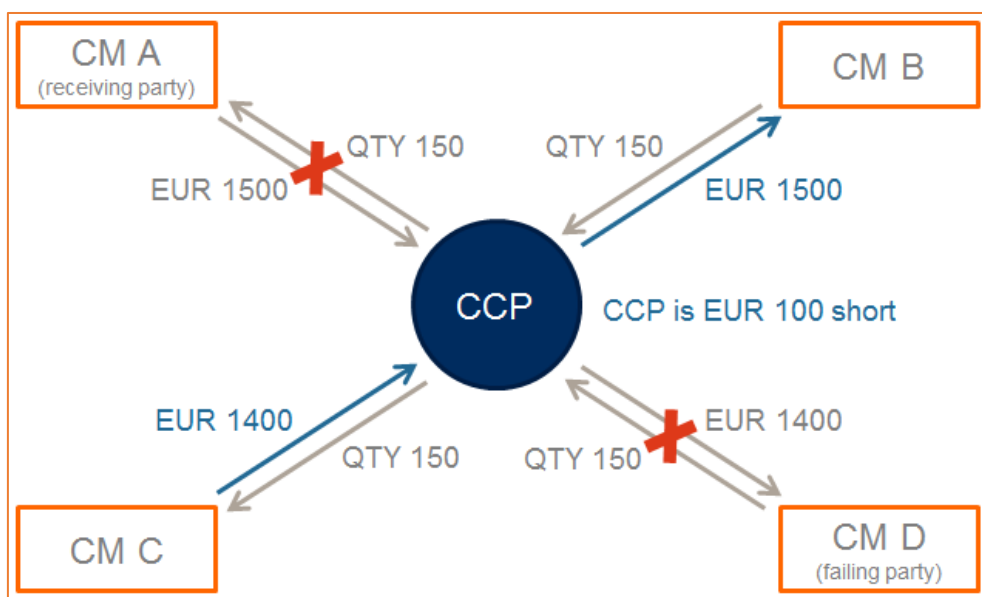 CM A
(receiving party)
CM B
QTY 150
QTY 150
EUR 1500
EUR 1500
CCP
CCP is EUR 100 short
EUR 1400
EUR 1400
QTY 150
QTY 150
CM C
CM D
(failing party)